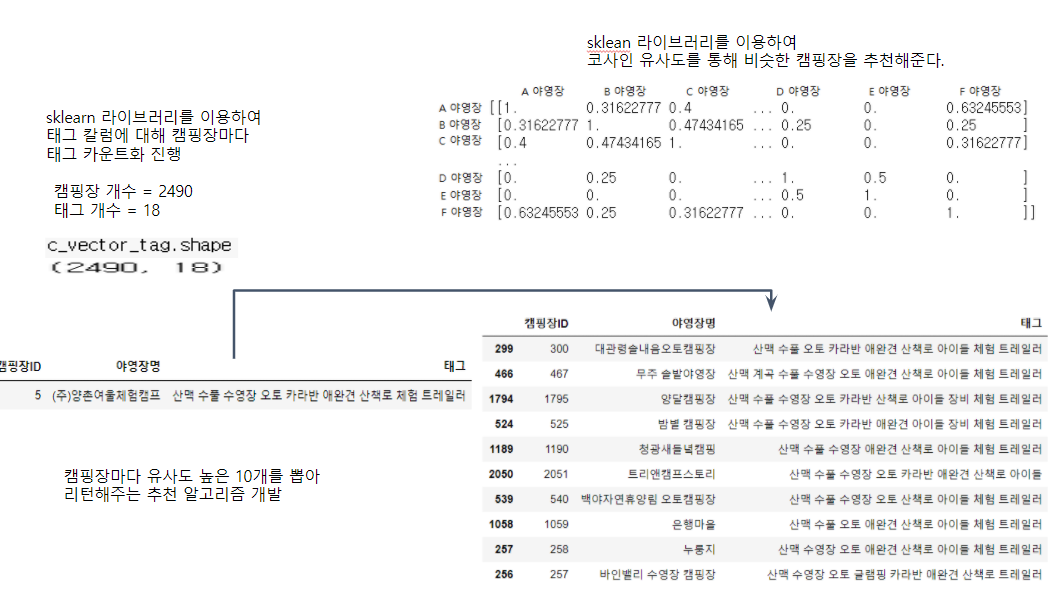 sklean 라이브러리를 이용하여
코사인 유사도를 통해 비슷한 캠핑장을 추천해준다.
sklearn 라이브러리를 이용하여
태그 칼럼에 대해 캠핑장마다
태그 카운트화 진행
캠핑장 개수 = 2490
태그 개수 = 18
c_vector_tag.shape
(2490, 18)
A 야영장 B 야영장 C 야영장 D 야영장 E 야영장 F 야영장
A 야영장 [[1. 0.31622777 0.4 ... 0. 0. 0.63245553]
B 야영장 [0.31622777 1. 0.47434165 ... 0.25 0. 0.25 ]
C 야영장 [0.4 0.47434165 1. ... 0. 0. 0.31622777]
...
D 야영장 [0. 0.25 0. ... 1. 0.5 0. ]
E 야영장 [0. 0. 0. ... 0.5 1. 0. ]
F 야영장 [0.63245553 0.25 0.31622777 ... 0. 0. 1. ]]
캠핑장ID 야영장명 태그
5 (주)양촌여울체험캠프 산맥 수풀 수영장 오토 카라반 애완견 산책로 체험 트레일러
캠핑장마다 유사도 높은 10개를 뽑아
리턴해주는 추천 알고리즘 개발
캠핑장ID 야영장명 태그
299 300 대관령솔내음오토캠핑장 산맥 수풀 오토 카라반 애완견 산책로 아이들 체험 트레일러
466 467 무주 솔밭야영장 산맥 계곡 수풀 수영장 오토 애완견 산책로 아이들 체험 트레일러
1794 1795 양달캠핑장 산맥 수풀 수영장 오토 카라반 산책로 아이들 장비 체험 트레일러
524 525 밤별 캠핑장 산맥 수풀 수영장 오토 카라반 애완견 아이들 장비 체험 트레일러
1189 1190 청광새들녘캠핑 산맥 수풀 수영장 애완견 산책로 아이들 체험 트레일러
2050 2051 트리앤캠프스토리 산맥 수풀 수영장 오토 카라반 애완견 산책로 아이들
539 540 백야자연휴양림 오토캠핑장 산맥 수풀 수영장 오토 산책로 아이들 체험 트레일러
1058 1059 은행마을 산맥 수풀 오토 애완견 산책로 아이들 체험 트레일러
257 258 누룽지 산맥 수영장 오토 애완견 산책로 아이들 체험 트레일러
256 257 바인밸리 수영장 캠핑장 산맥 수영장 오토 글램핑 카라반 애완견 산책로 트레일러